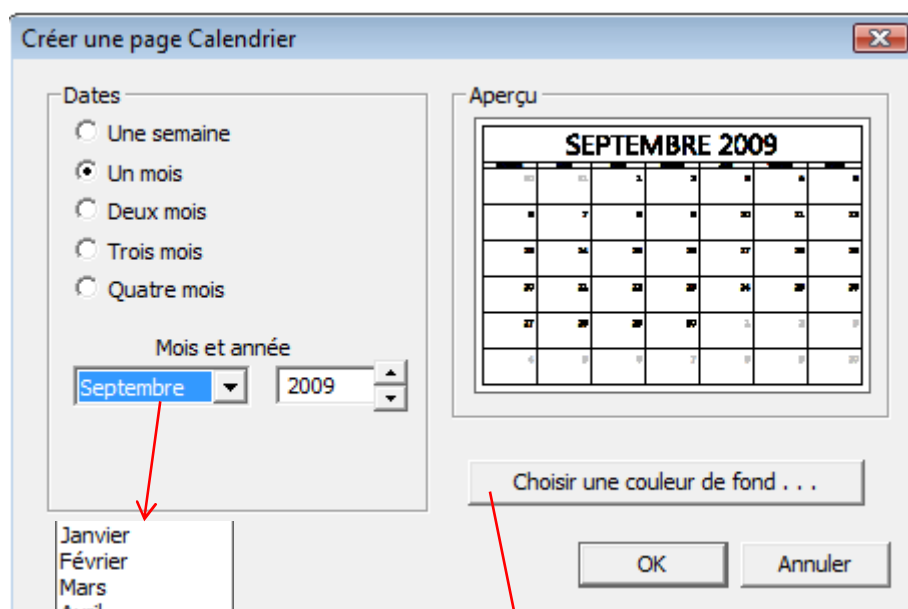 Créer une page Calendrier
Dates
Une semaine
Un mois
Deux mois
Trois mois
Quatre mois
Mois et année
Septembre
2009
Aperçu
SEPTEMBRE 2009
Choisir une couleur de fond . . .
OK
Annuler
Janvier
Février
Mars